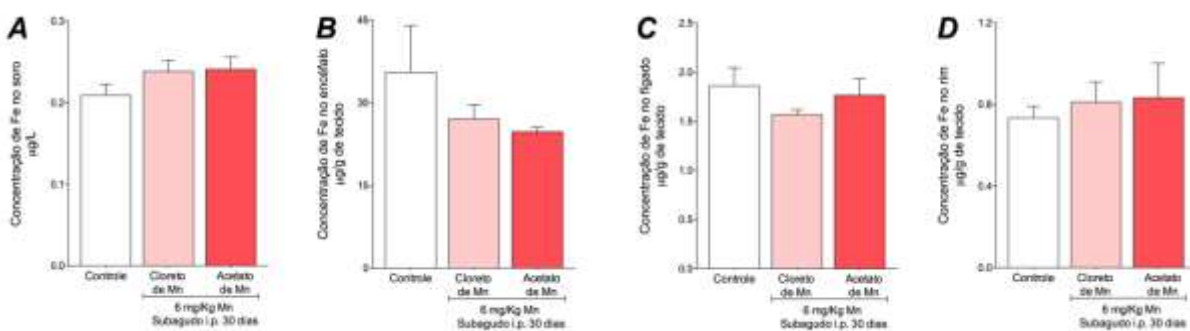 A
Concentração de Fe no soro
µg/L
0.3
0.2
0.1
0.0
Controle
Cloreto
de Mn
Acetato
de Mn
6 mg/Kg Mn
Subagudo i.p. 30 dias
B
Concentração de Fe no encéfalo
µg/g de tecido
45
30
15
0
Controle
Cloreto
de Mn
Acetato
de Mn
6 mg/Kg Mn
Subagudo i.p. 30 dias
C
Concentração de Fe no fígado
µg/g de tecido
2.5
2.0
1.5
1.0
0.5
0.0
Controle
Cloreto
de Mn
Acetato
de Mn
6 mg/Kg Mn
Subagudo i.p. 30 dias
D
Concentração de Fe no rim
µg/g de tecido
1.2
0.8
0.4
0.0
Controle
Cloreto
de Mn
Acetato
de Mn
6 mg/Kg Mn
Subagudo i.p. 30 dias